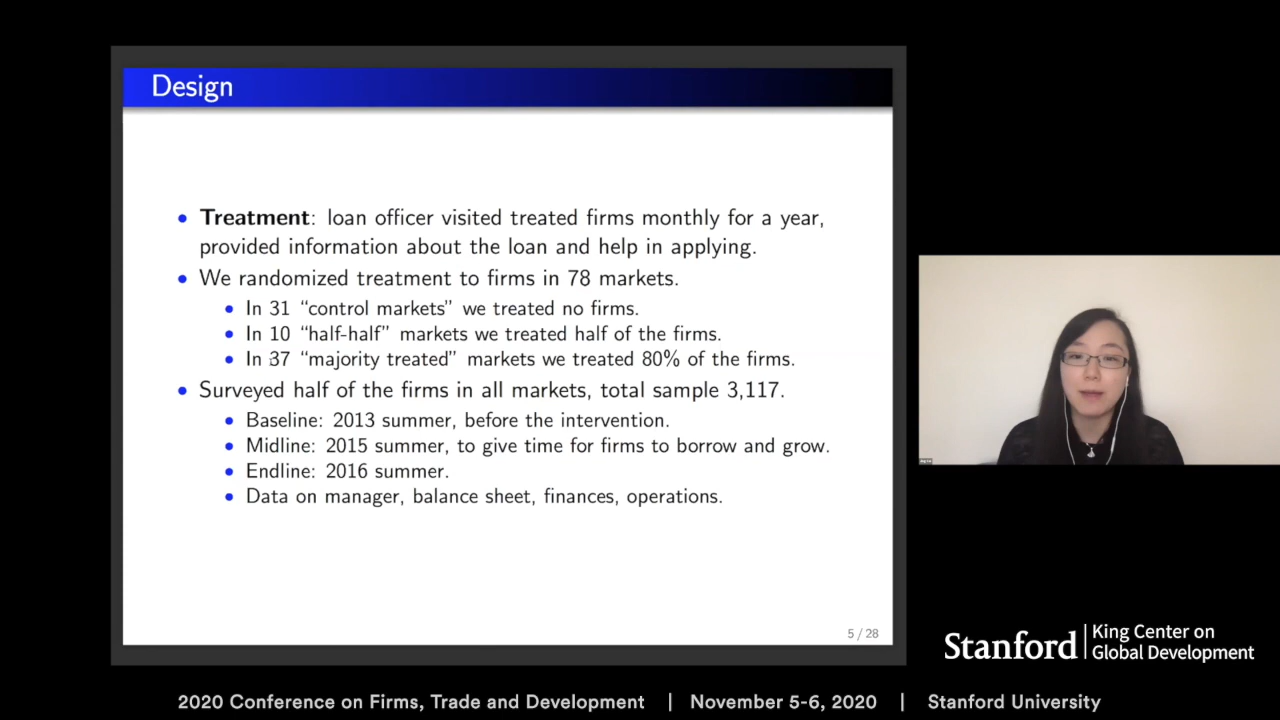 Design
• Treatment: loan officer visited treated firms monthly for a year,
provided information about the loan and help in applying.
• We randomized treatment to firms in 78 markets.
• In 31 “control markets” we treated no firms.
• In 10 “half-half” markets we treated half of the firms.
• In 37 “majority treated” markets we treated 80% of the firms.
• Surveyed half of the firms in all markets, total sample 3,117.
• Baseline: 2013 summer, before the intervention.
• Midline: 2015 summer, to give time for firms to borrow and grow.
• Endline: 2016 summer.
• Data on manager, balance sheet, finances, operations.
5 / 28
Stanford | King Center on
Global Development
2020 Conference on Firms, Trade and Development | November 5-6, 2020 | Stanford University